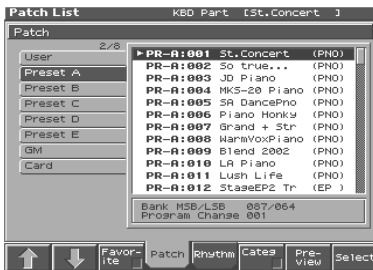 Patch List KBD Part [St.Concert ]
Patch
2/8
User
Preset A
Preset B
Preset C
Preset D
Preset E
GM
Card
PR-A:001 St.Concert (PNO)
PR-A:002 So true... (PNO)
PR-A:003 JD Piano (PNO)
PR-A:004 MKS-20 Piano (PNO)
PR-A:005 SA DancePno (PNO)
PR-A:006 Piano Honky (PNO)
PR-A:007 Grand + Str (PNO)
PR-A:008 WarmVoxPiano (PNO)
PR-A:009 Blend 2002 (PNO)
PR-A:010 LA Piano (PNO)
PR-A:011 Lush Life (PNO)
PR-A:012 StageEP2 Tr (EP )
Bank MSB/LSB 087/064
Program Change 001
Favor-
ite
Patch
Rhythm
Categ
Pre-
view
Select